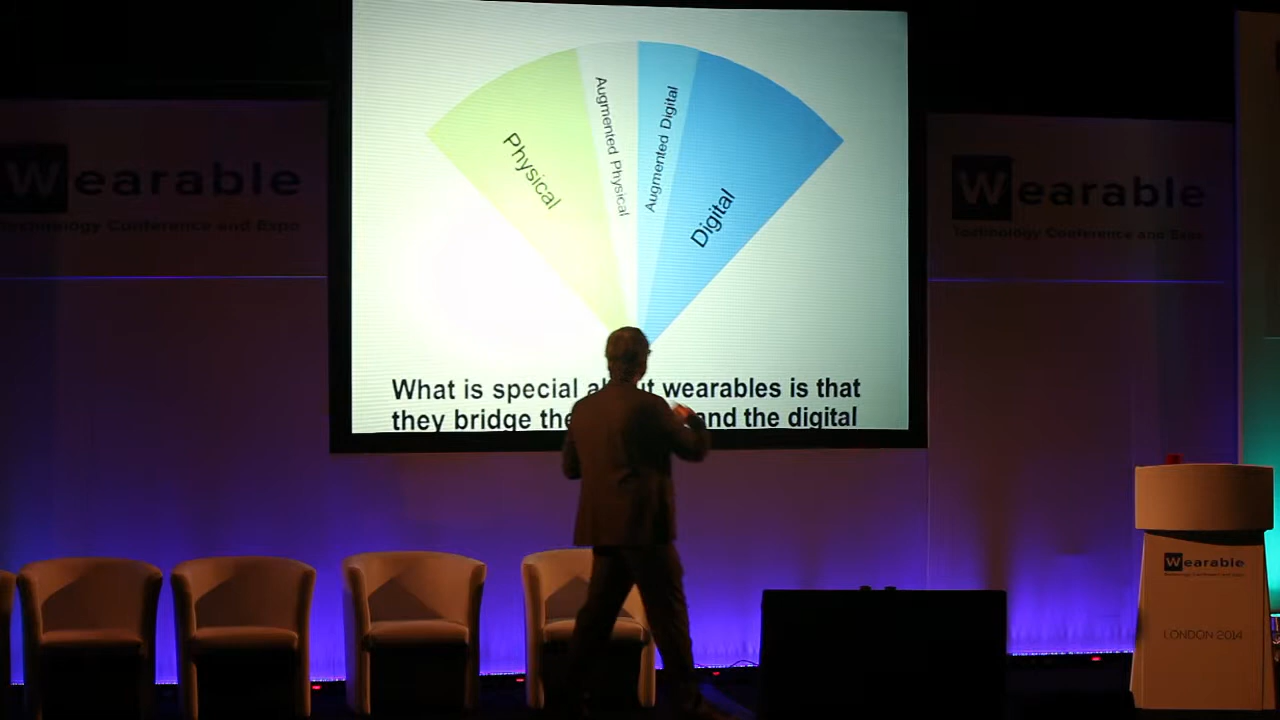 Physical
Augmented Physical
Augmented Digital
Digital
What is special about wearables is that
they bridge the and the digital
Wearable
Technology Conference and Expo
Wearable
Technology Conference and Expo
Wearable
LONDON 2014